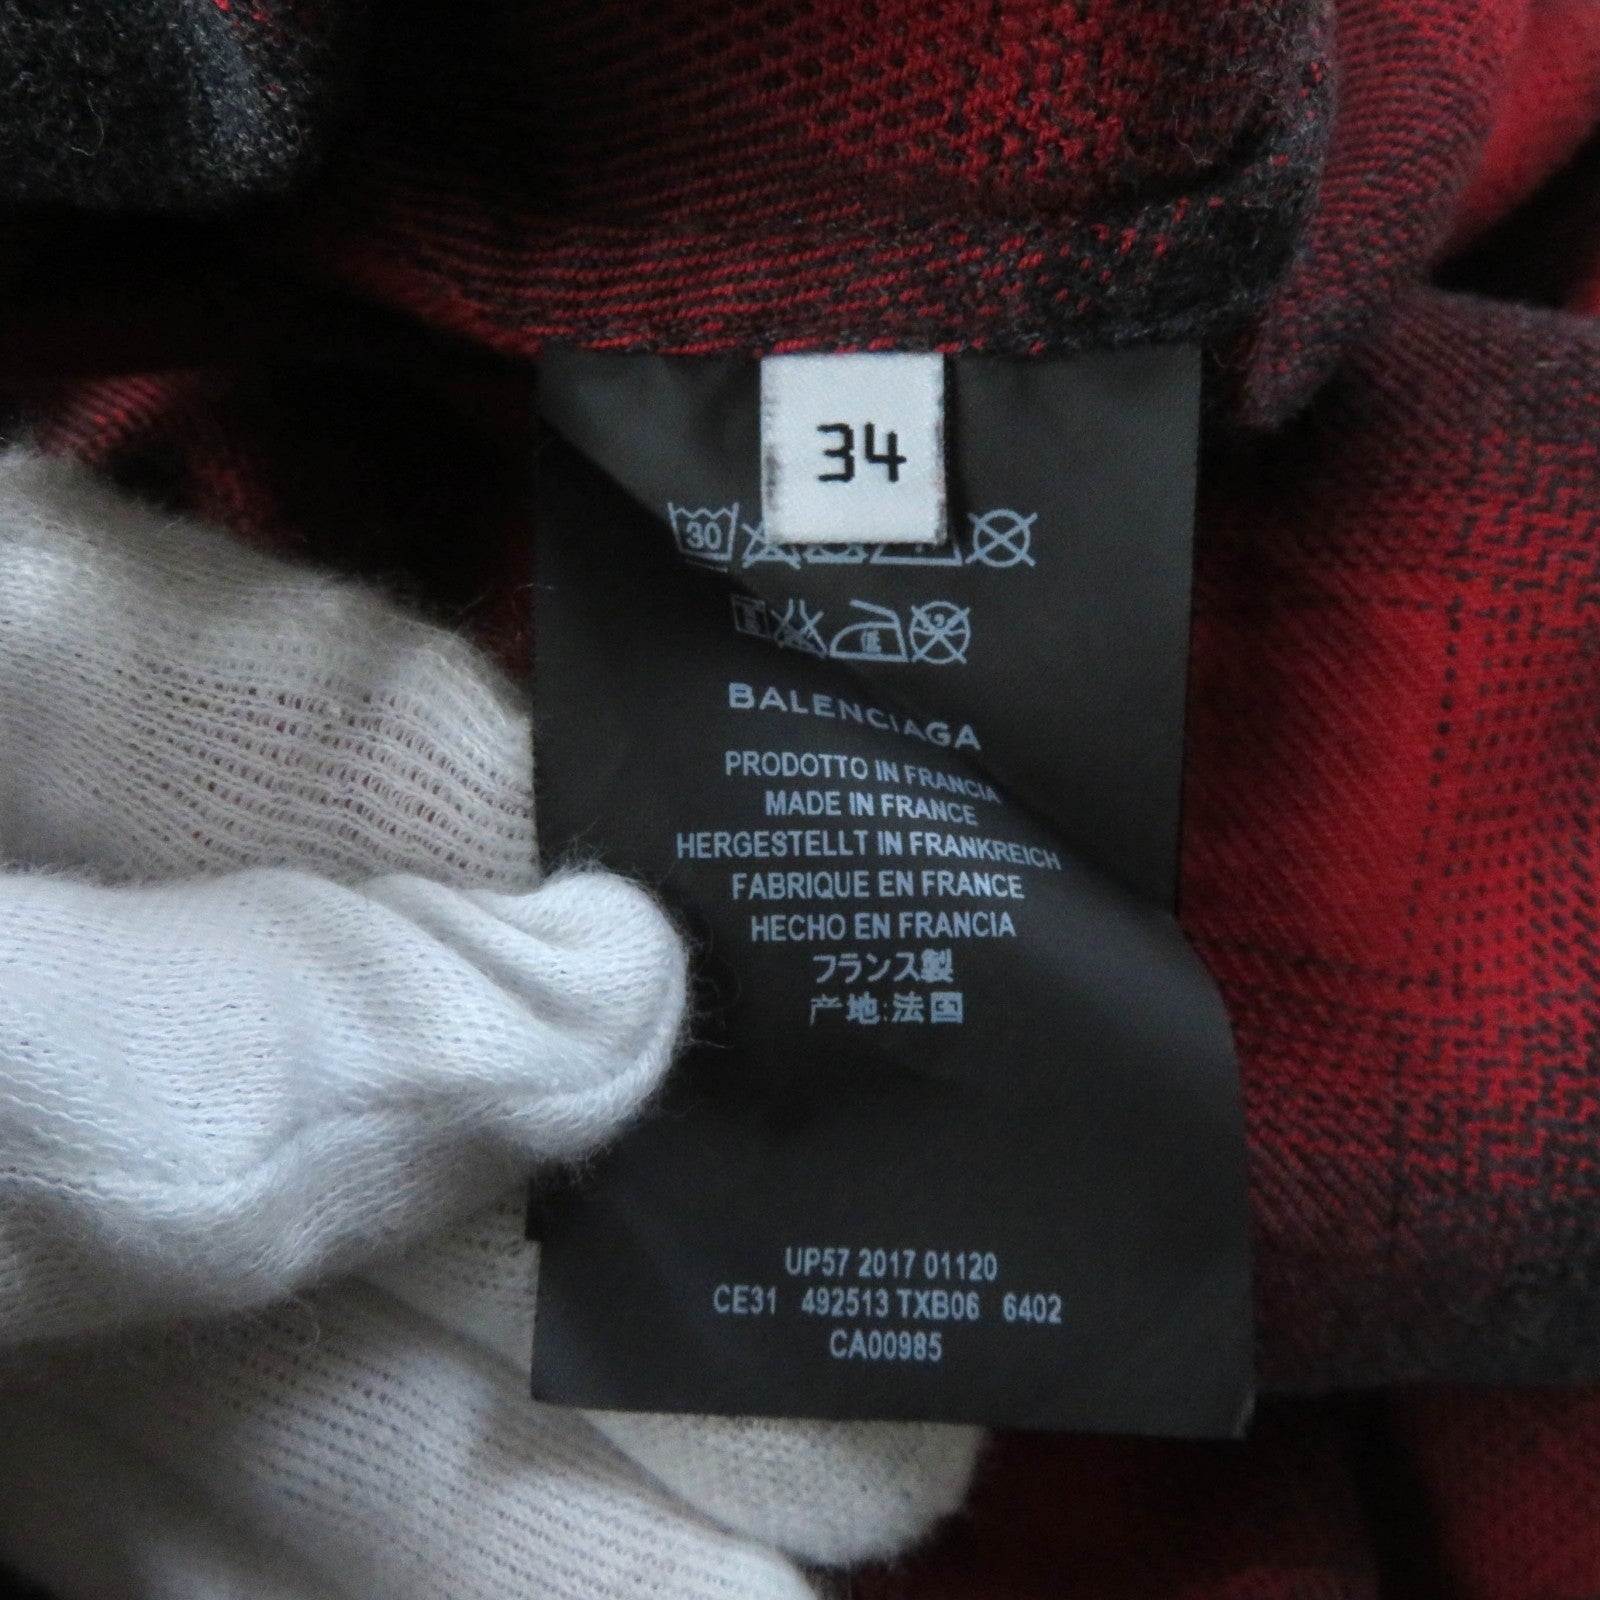 34
30
BALENCIAGA
PRODOTTO IN FRANCIA
MADE IN FRANCE
HERGESTELLT IN FRANKREICH
FABRIQUE EN FRANCE
HECHO EN FRANCIA
フランス製
产地:法国
UP57 2017 01120
CE31 492513 TXB06 6402
CA00985